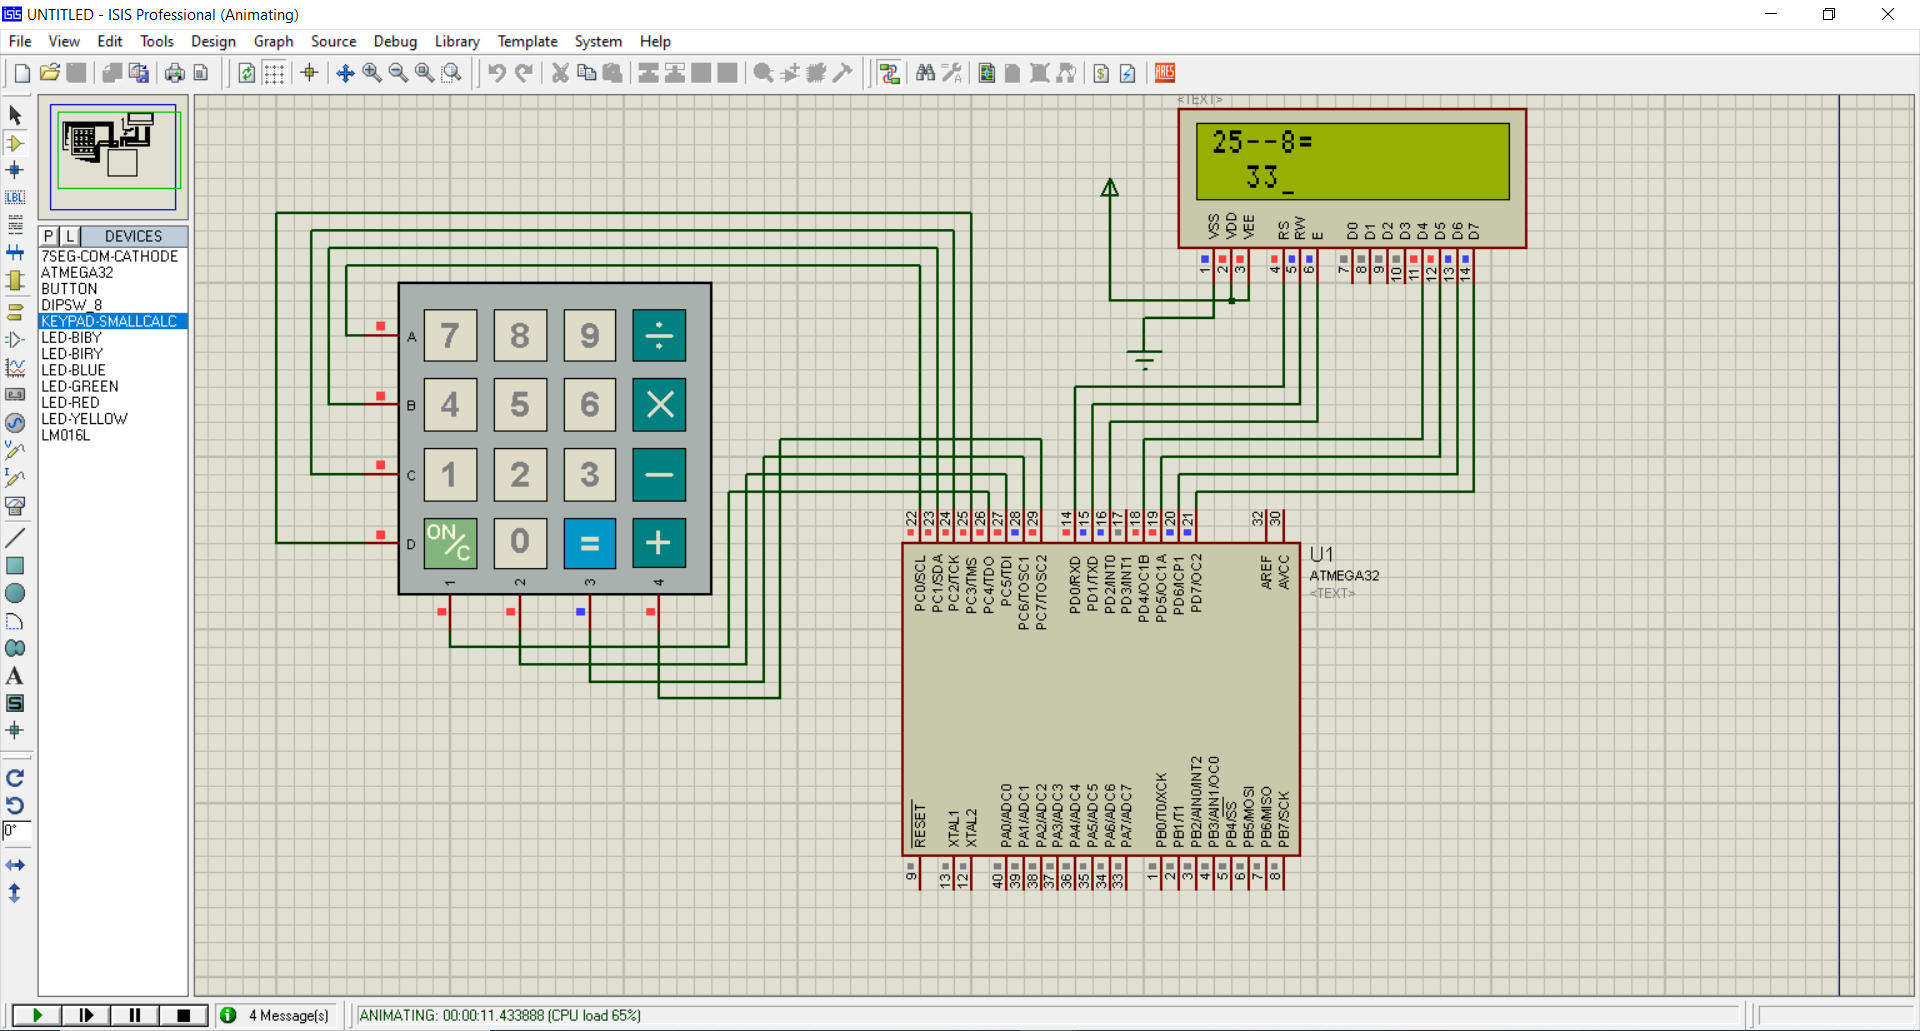 ISIS UNTITLED - ISIS Professional (Animating)
File View Edit Tools Design Graph Source Debug Library Template System Help
ARES
P L DEVICES
7SEG-COM-CATHODE
ATMEGA32
BUTTON
DIPSW_8
KEYPAD-SMALLCALC
LED-BIBY
LED-BIRY
LED-BLUE
LED-GREEN
LED-RED
LED-YELLOW
LM016L
LBL
A
S
0°
<TEXT>
25--8=
33_
VSS VDD VEE RS RW E D0 D1 D2 D3 D4 D5 D6 D7
1 2 3 4 5 6 7 8 9 10 11 12 13 14
A 7 8 9 ÷
B 4 5 6 ×
C 1 2 3 −
D ON/C 0 = +
1 2 3 4
22 23 24 25 26 27 28 29 14 15 16 17 18 19 20 21 32 30
PC0/SCL PC1/SDA PC2/TCK PC3/TMS PC4/TDO PC5/TDI PC6/TOSC1 PC7/TOSC2 PD0/RXD PD1/TXD PD2/INT0 PD3/INT1 PD4/OC1B PD5/OC1A PD6/ICP1 PD7/OC2 AREF AVCC
U1
ATMEGA32
<TEXT>
RESET XTAL1 XTAL2 PA0/ADC0 PA1/ADC1 PA2/ADC2 PA3/ADC3 PA4/ADC4 PA5/ADC5 PA6/ADC6 PA7/ADC7 PB0/T0/XCK PB1/T1 PB2/AIN0/INT2 PB3/AIN1/OC0 PB4/SS PB5/MOSI PB6/MISO PB7/SCK
9 13 12 40 39 38 37 36 35 34 33 1 2 3 4 5 6 7 8
4 Message(s) ANIMATING: 00:00:11.433888 (CPU load 65%)